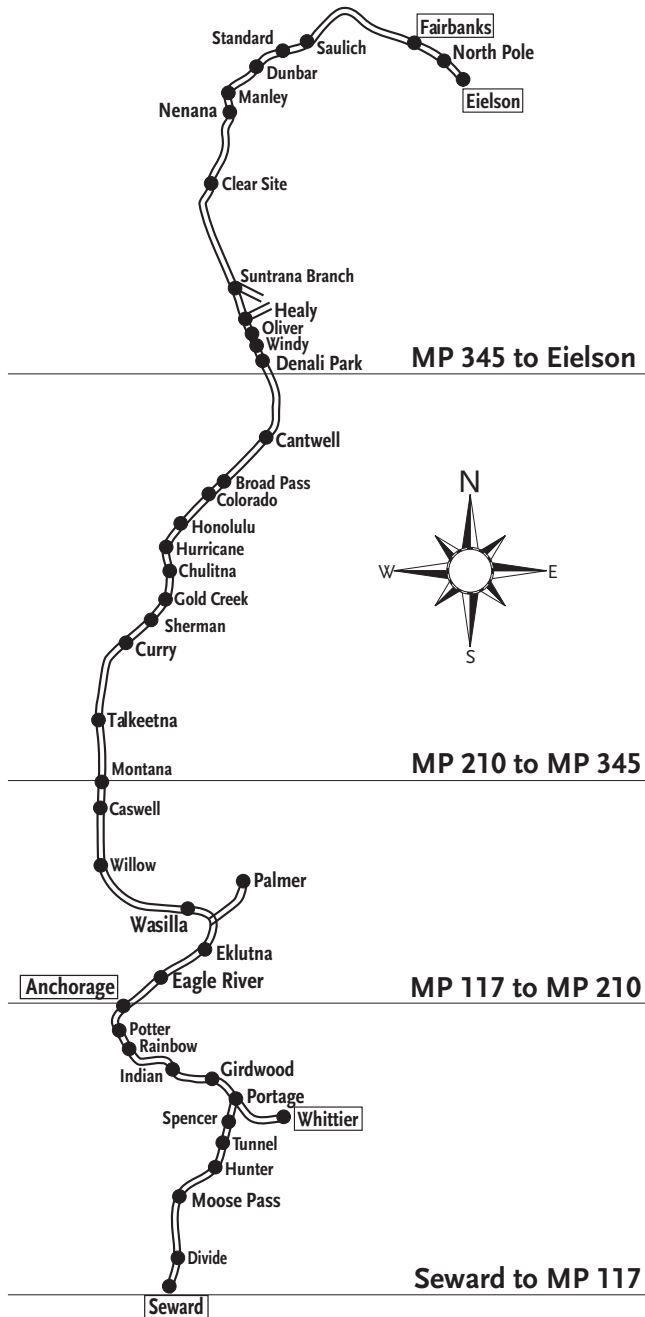 Fairbanks
Standard
Saulich
North Pole
Dunbar
Eielson
Manley
Nenana
Clear Site
Suntrana Branch
Healy
Oliver
Windy
Denali Park
MP 345 to Eielson
Cantwell
Broad Pass
Colorado
Honolulu
Hurricane
Chulitna
Gold Creek
Sherman
Curry
N
W
E
S
Talkeetna
Montana
MP 210 to MP 345
Caswell
Willow
Palmer
Wasilla
Eklutna
Eagle River
Anchorage
MP 117 to MP 210
Potter
Rainbow
Indian
Girdwood
Portage
Spencer
Whittier
Tunnel
Hunter
Moose Pass
Divide
Seward to MP 117
Seward